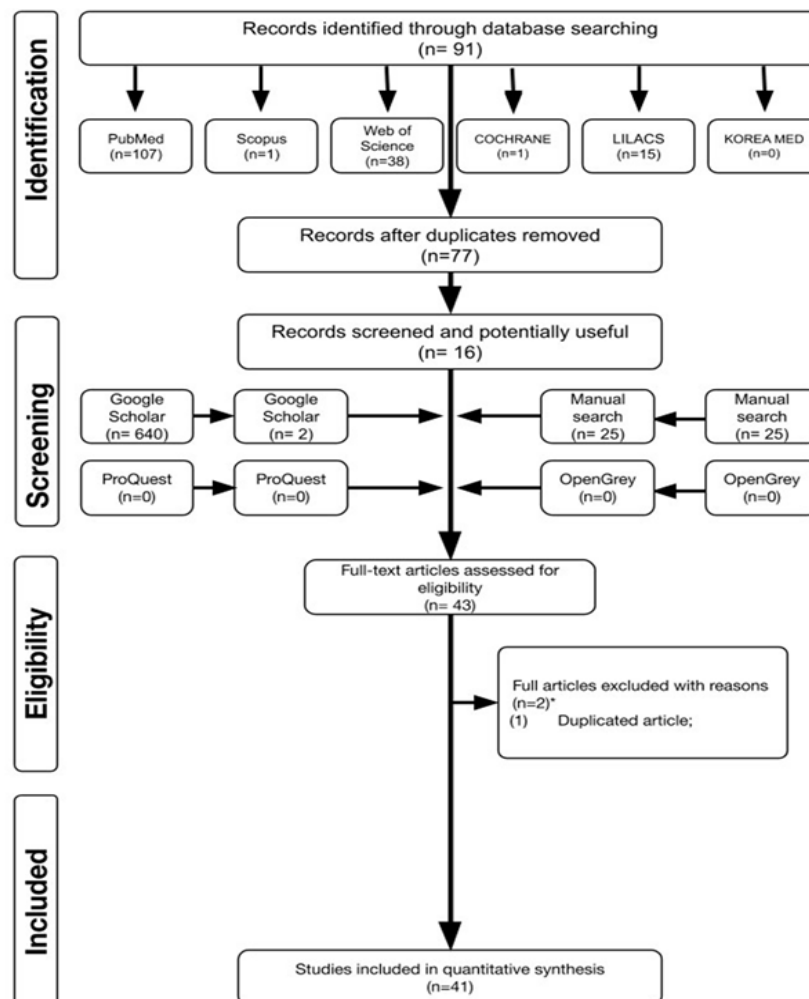 Identification
Records identified through database searching
(n= 91)
PubMed
(n=107)
Scopus
(n=1)
Web of
Science
(n=38)
COCHRANE
(n=1)
LILACS
(n=15)
KOREA MED
(n=0)
Records after duplicates removed
(n=77)
Screening
Records screened and potentially useful
(n= 16)
Google
Scholar
(n= 640)
Google
Scholar
(n= 2)
Manual
search
(n= 25)
Manual
search
(n= 25)
ProQuest
(n=0)
ProQuest
(n=0)
OpenGrey
(n=0)
OpenGrey
(n=0)
Eligibility
Full-text articles assessed for
eligibility
(n= 43)
Full articles excluded with reasons
(n=2)*
(1) Duplicated article;
Included
Studies included in quantitative synthesis
(n=41)